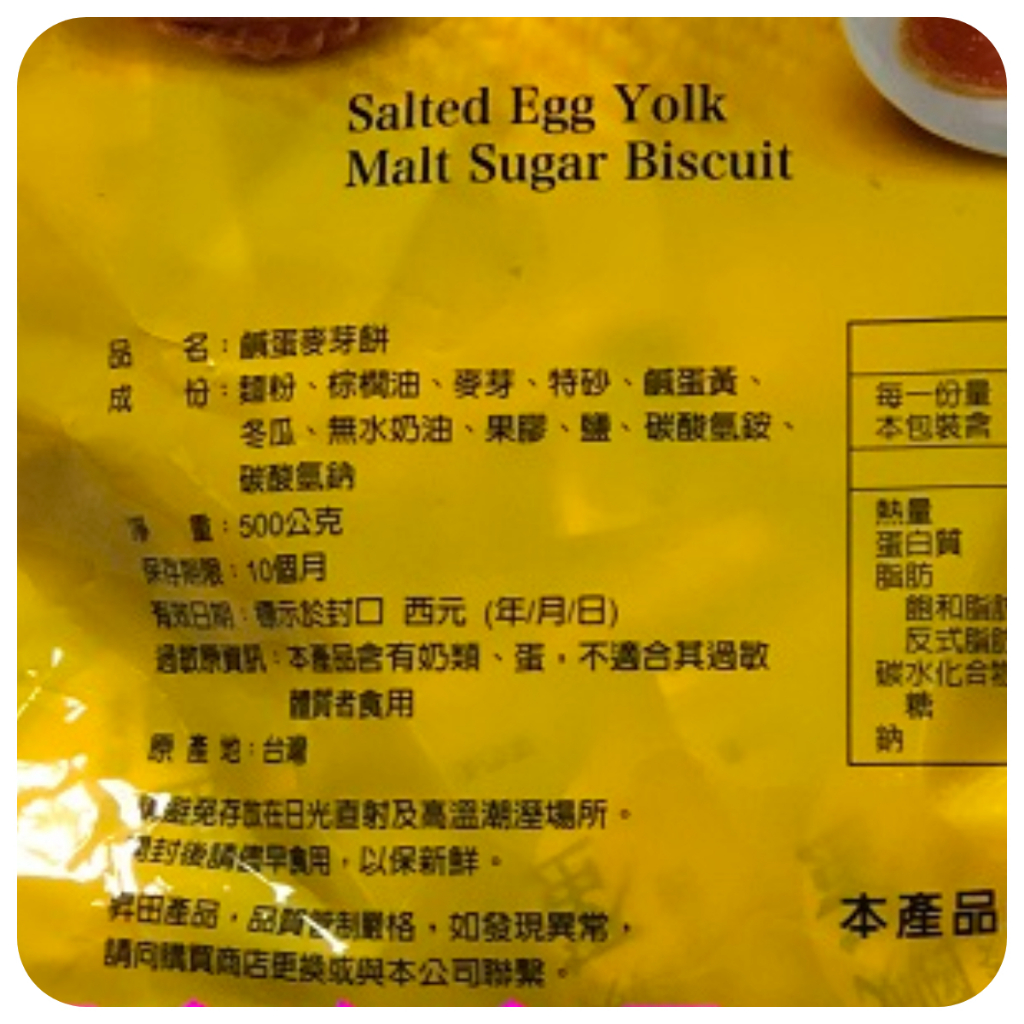 Salted Egg Yolk
Malt Sugar Biscuit
品 名：鹹蛋麥芽餅
成 份：麵粉、棕櫚油、麥芽、特砂、鹹蛋黃、
冬瓜、無水奶油、果膠、鹽、碳酸氫銨、
碳酸氫鈉
淨 重：500公克
保存期限：10個月
有效日期：標示於封口 西元 (年/月/日)
過敏原資訊：本產品含有奶類、蛋，不適合其過敏
體質者食用
原 產 地：台灣
避免存放在日光直射及高溫潮溼場所。
開封後請儘早食用，以保新鮮。
昇田產品，品質管制嚴格，如發現異常，
請向購買商店更換或與本公司聯繫。
每一份量
本包裝含
熱量
蛋白質
脂肪
飽和脂肪
反式脂肪
碳水化合物
糖
鈉
本產品